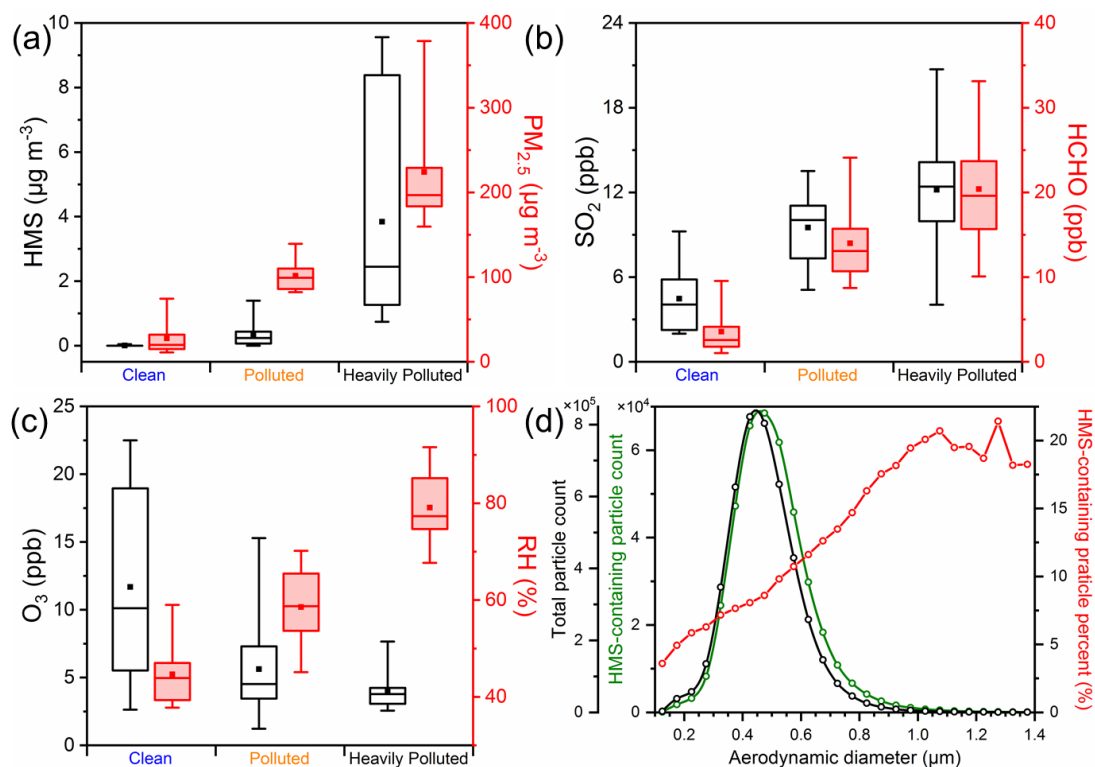 (a)
10
8
6
4
2
0
HMS (µg m⁻³)
400
300
200
100
0
PM₂.₅ (µg m⁻³)
Clean
Polluted
Heavily Polluted
(b)
24
18
12
6
0
SO₂ (ppb)
40
30
20
10
0
HCHO (ppb)
Clean
Polluted
Heavily Polluted
(c)
25
20
15
10
5
0
O₃ (ppb)
100
80
60
40
RH (%)
Clean
Polluted
Heavily Polluted
(d)
×10⁵
8
6
4
2
0
Total particle count
×10⁴
6
4
2
0
HMS-containing particle count
20
15
10
5
0
HMS-containing praticle percent (%)
0.2
0.4
0.6
0.8
1.0
1.2
1.4
Aerodynamic diameter (µm)